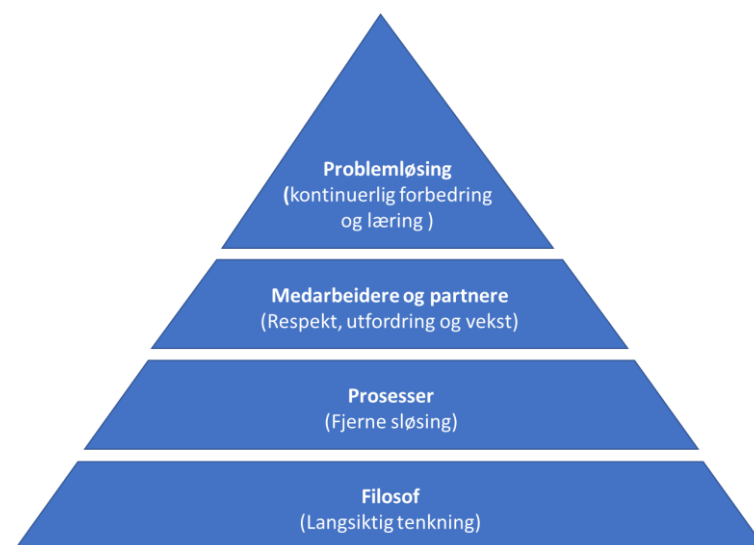 Problemløsing
(kontinuerlig forbedring
og læring )
Medarbeidere og partnere
(Respekt, utfordring og vekst)
Prosesser
(Fjerne sløsing)
Filosof
(Langsiktig tenkning)